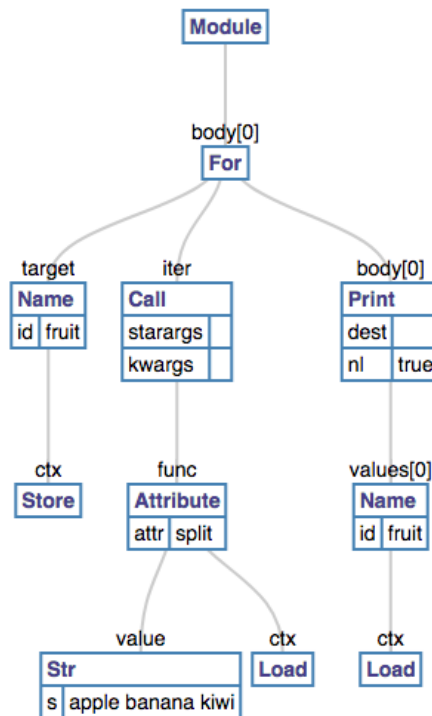 Module
body[0]
For
target iter body[0]
Name Call Print
id fruit starargs dest
kwargs nl true
ctx func values[0]
Store Attribute Name
attr split id fruit
value ctx ctx
Str Load Load
s apple banana kiwi